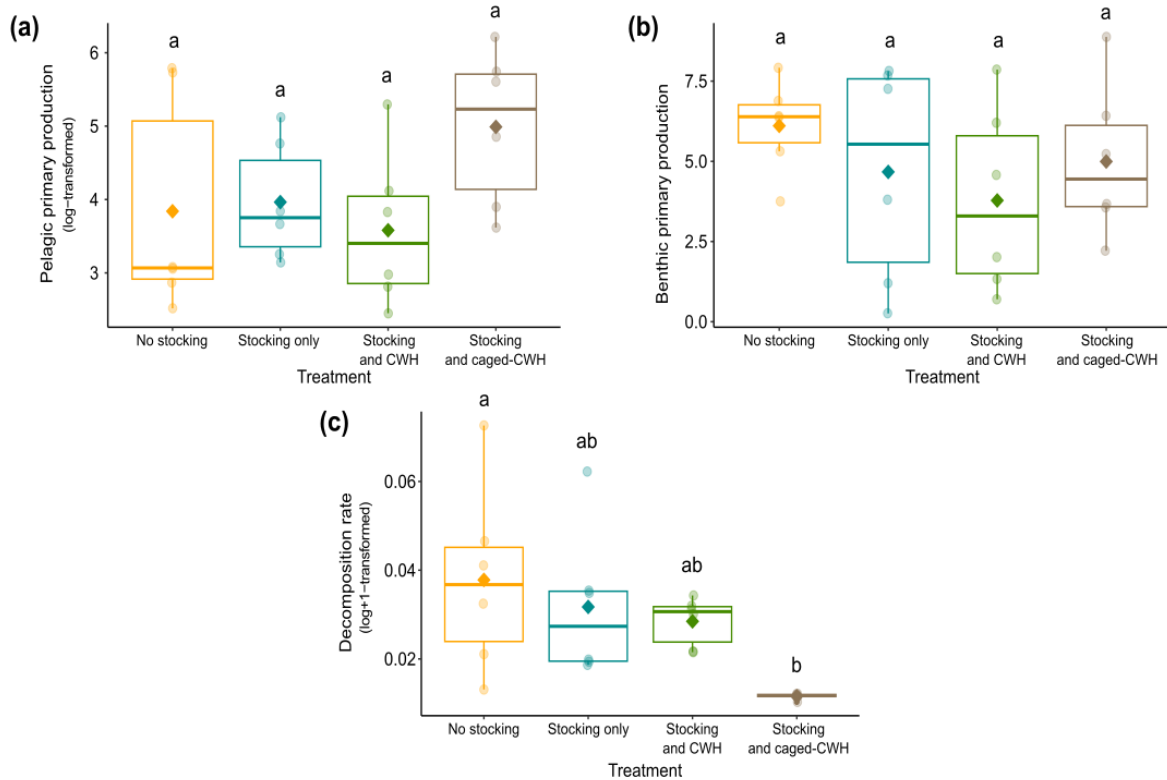 (a)
a
a
a
a
6
5
4
3
Pelagic primary production
(log-transformed)
No stocking
Stocking only
Stocking
and CWH
Stocking
and caged-CWH
Treatment
(b)
a
a
a
a
7.5
5.0
2.5
0.0
Benthic primary production
No stocking
Stocking only
Stocking
and CWH
Stocking
and caged-CWH
Treatment
(c)
a
ab
ab
b
0.06
0.04
0.02
Decomposition rate
(log+1−transformed)
No stocking
Stocking only
Stocking
and CWH
Stocking
and caged-CWH
Treatment